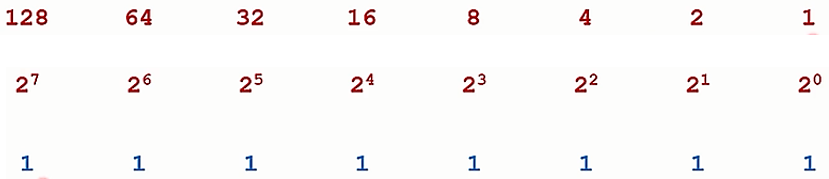 128 64 32 16 8 4 2 1
2⁷ 2⁶ 2⁵ 2⁴ 2³ 2² 2¹ 2⁰
1 1 1 1 1 1 1 1